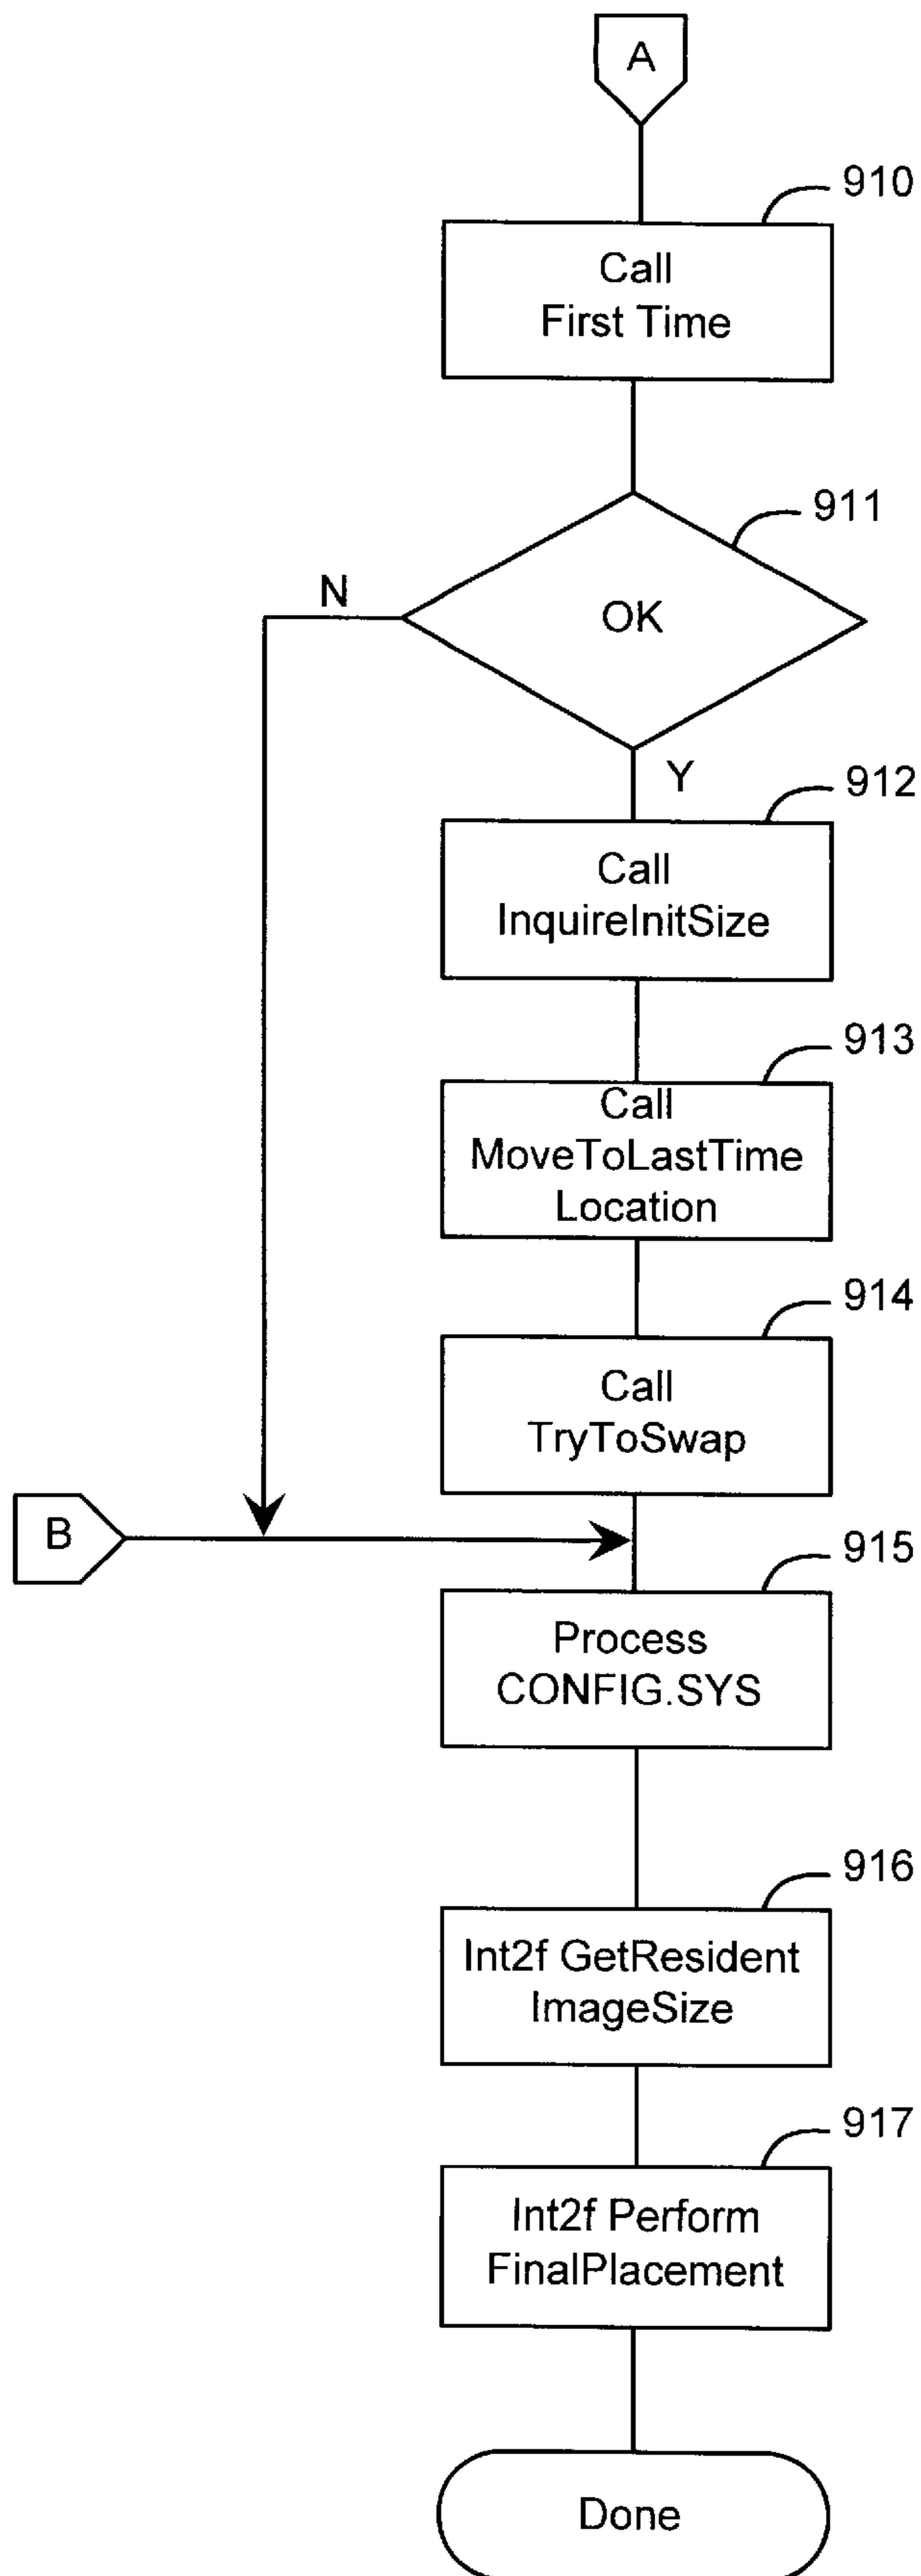 A
910
Call
First Time
911
N
OK
Y
912
Call
InquireInitSize
913
Call
MoveToLastTime
Location
914
Call
TryToSwap
B
915
Process
CONFIG.SYS
916
Int2f GetResident
ImageSize
917
Int2f Perform
FinalPlacement
Done